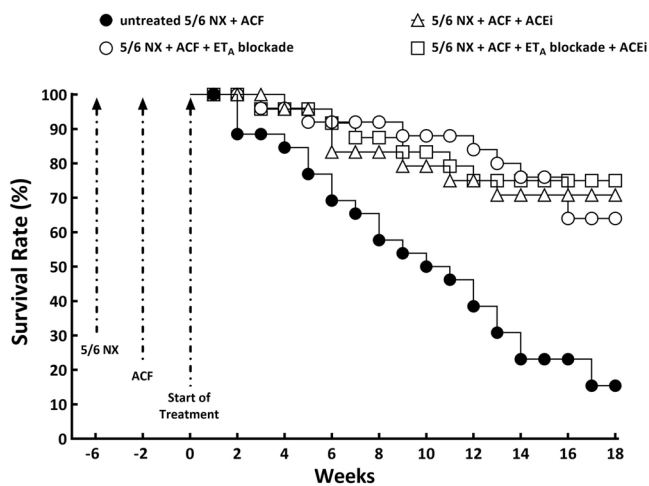 untreated 5/6 NX + ACF
5/6 NX + ACF + ACEi
5/6 NX + ACF + ETA blockade
5/6 NX + ACF + ETA blockade + ACEi
Survival Rate (%)
100
90
80
70
60
50
40
30
20
10
0
5/6 NX
ACF
Start of
Treatment
-6 -2 0 2 4 6 8 10 12 14 16 18
Weeks